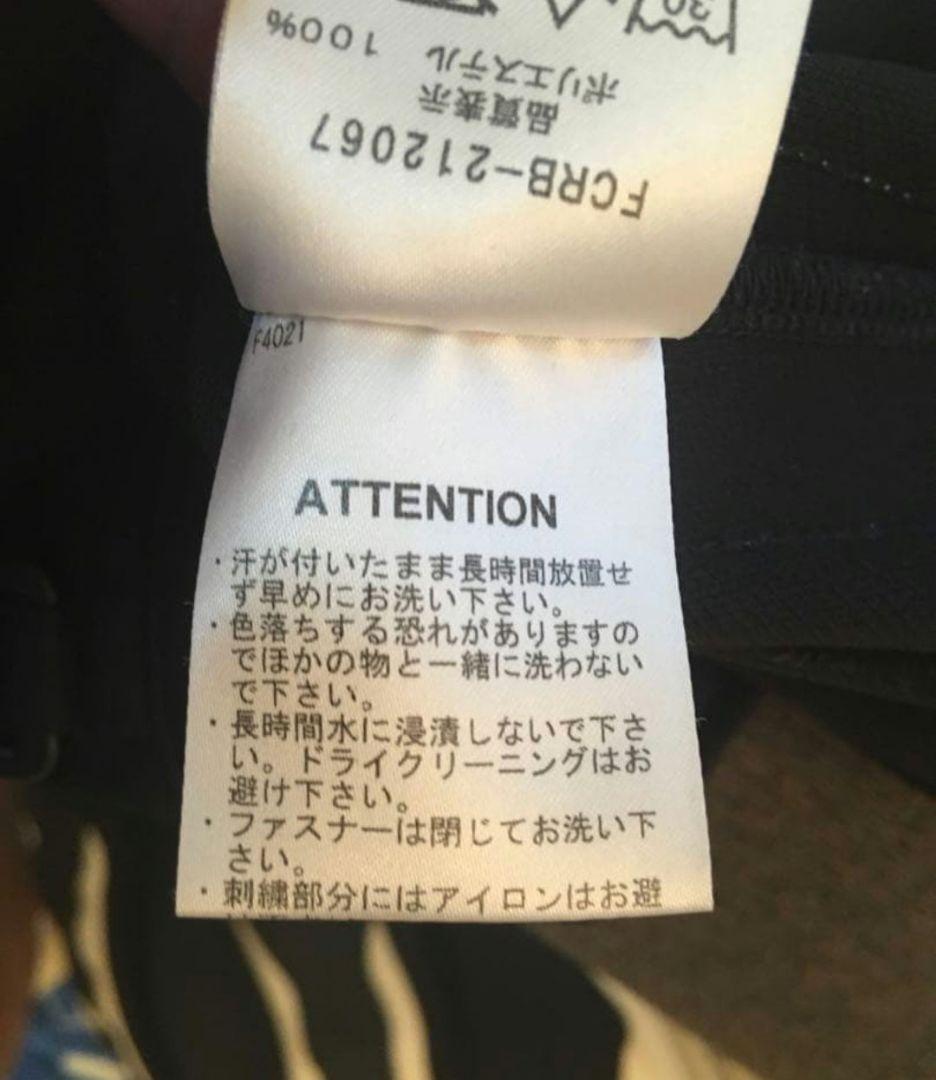 FCRB-212067
品質表示
ポリエステル 100%
30
F4021
ATTENTION
・汗が付いたまま長時間放置せ
ず早めにお洗い下さい。
・色落ちする恐れがありますの
でほかの物と一緒に洗わない
で下さい。
・長時間水に浸漬しないで下さ
い。ドライクリーニングはお
避け下さい。
・ファスナーは閉じてお洗い下
さい。
・刺繍部分にはアイロンはお避